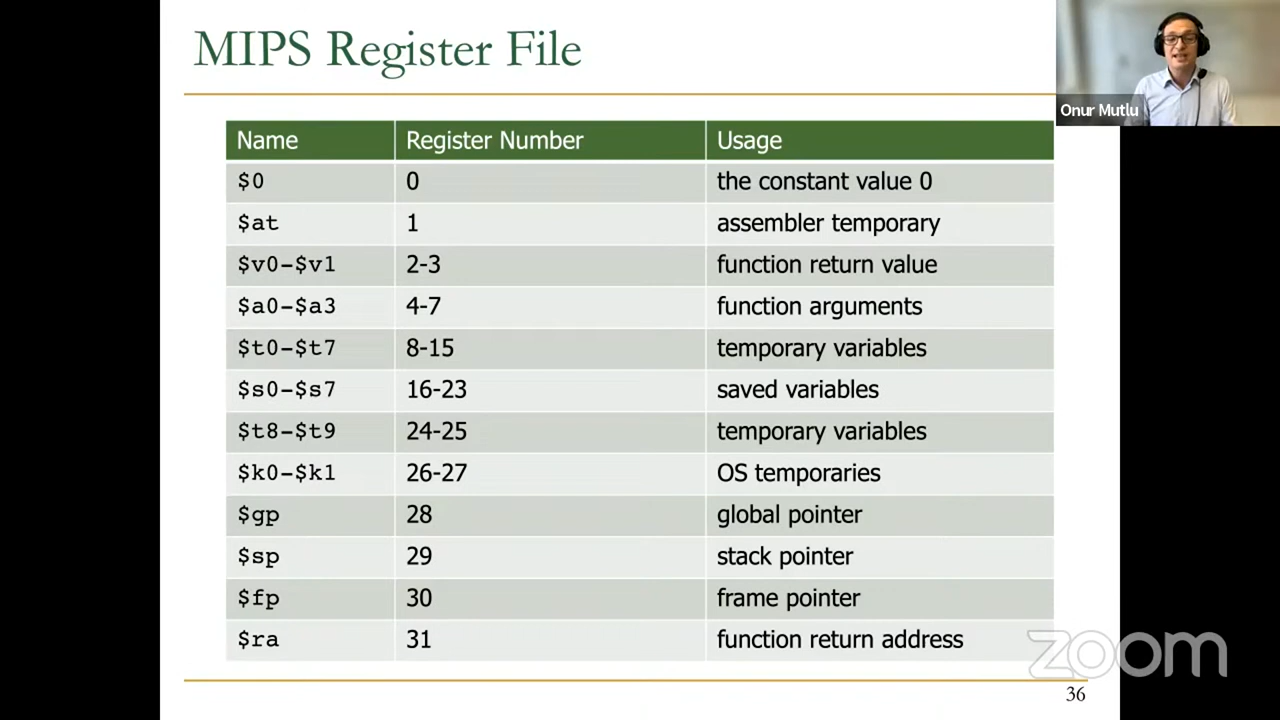 MIPS Register File
Onur Mutlu
Name Register Number Usage
$0 0 the constant value 0
$at 1 assembler temporary
$v0-$v1 2-3 function return value
$a0-$a3 4-7 function arguments
$t0-$t7 8-15 temporary variables
$s0-$s7 16-23 saved variables
$t8-$t9 24-25 temporary variables
$k0-$k1 26-27 OS temporaries
$gp 28 global pointer
$sp 29 stack pointer
$fp 30 frame pointer
$ra 31 function return address
zoom
36